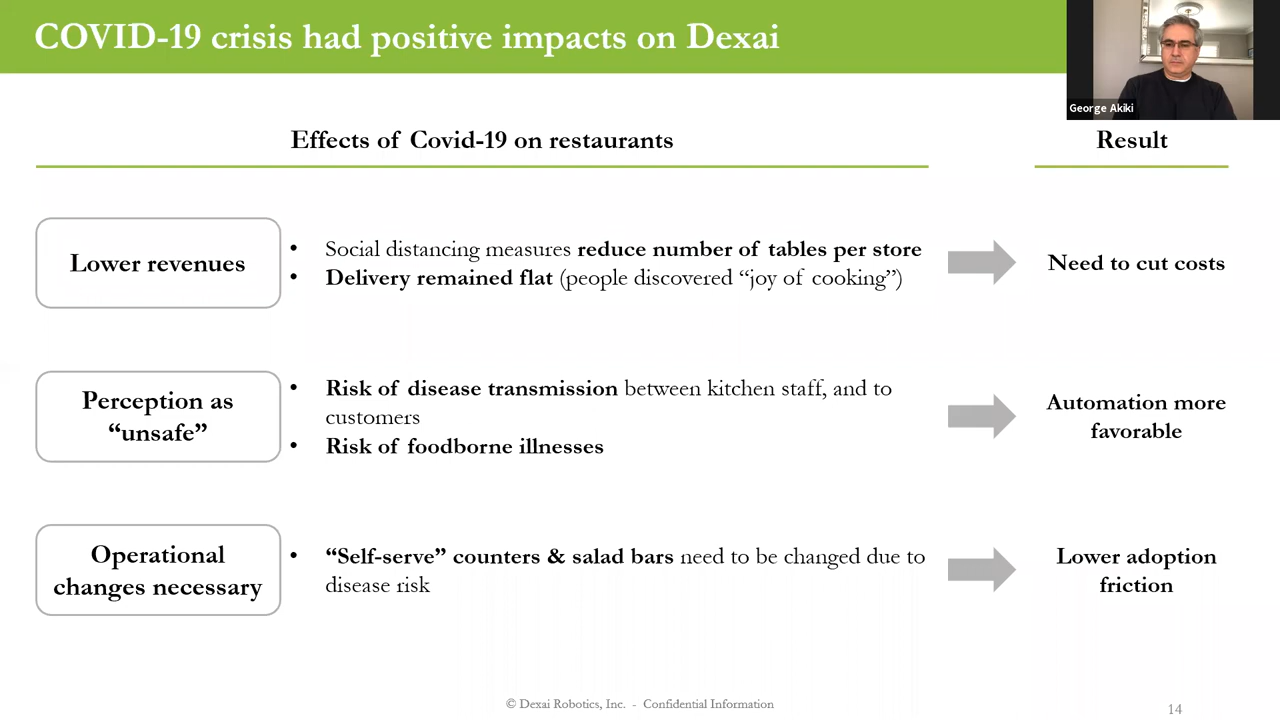 COVID-19 crisis had positive impacts on Dexai
George Akiki
Effects of Covid-19 on restaurants
Result
Lower revenues
• Social distancing measures reduce number of tables per store
• Delivery remained flat (people discovered “joy of cooking”)
Need to cut costs
Perception as
“unsafe”
• Risk of disease transmission between kitchen staff, and to
customers
• Risk of foodborne illnesses
Automation more
favorable
Operational
changes necessary
• “Self-serve” counters & salad bars need to be changed due to
disease risk
Lower adoption
friction
© Dexai Robotics, Inc. - Confidential Information
14